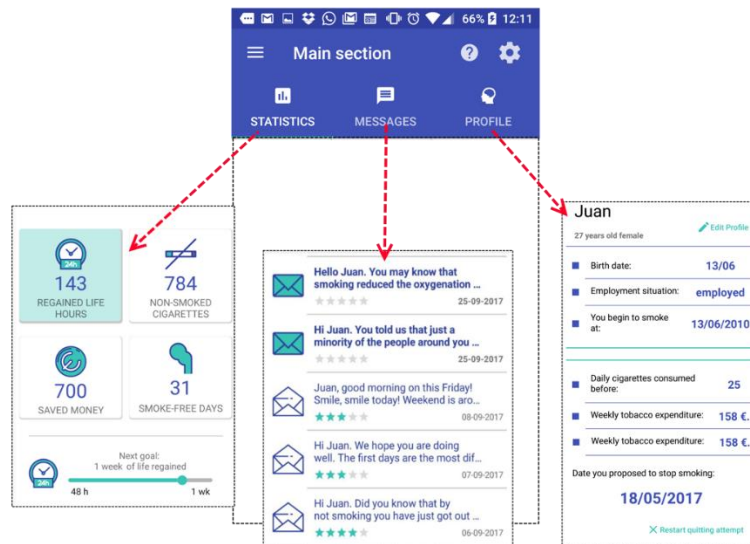 66% 12:11
Main section
STATISTICS MESSAGES PROFILE
24h
143
REGAINED LIFE
HOURS
784
NON-SMOKED
CIGARETTES
700
SAVED MONEY
31
SMOKE-FREE DAYS
Next goal:
1 week of life regained
24h
48 h 1 wk
Hello Juan. You may know that
smoking reduced the oxygenation ...
25-09-2017
Hi Juan. You told us that just a
minority of the people around you ...
25-09-2017
Juan, good morning on this Friday!
Smile, smile today! Weekend is aro...
08-09-2017
Hi Juan. We hope you are doing
well. The first days are the most dif...
07-09-2017
Hi Juan. Did you know that by
not smoking you have just got out ...
06-09-2017
Juan
27 years old female
Edit Profile
Birth date: 13/06
Employment situation: employed
You begin to smoke
at: 13/06/2010
Daily cigarettes consumed
before: 25
Weekly tobacco expenditure: 158 €.
Weekly tobacco expenditure: 158 €.
Date you proposed to stop smoking:
18/05/2017
Restart quitting attempt